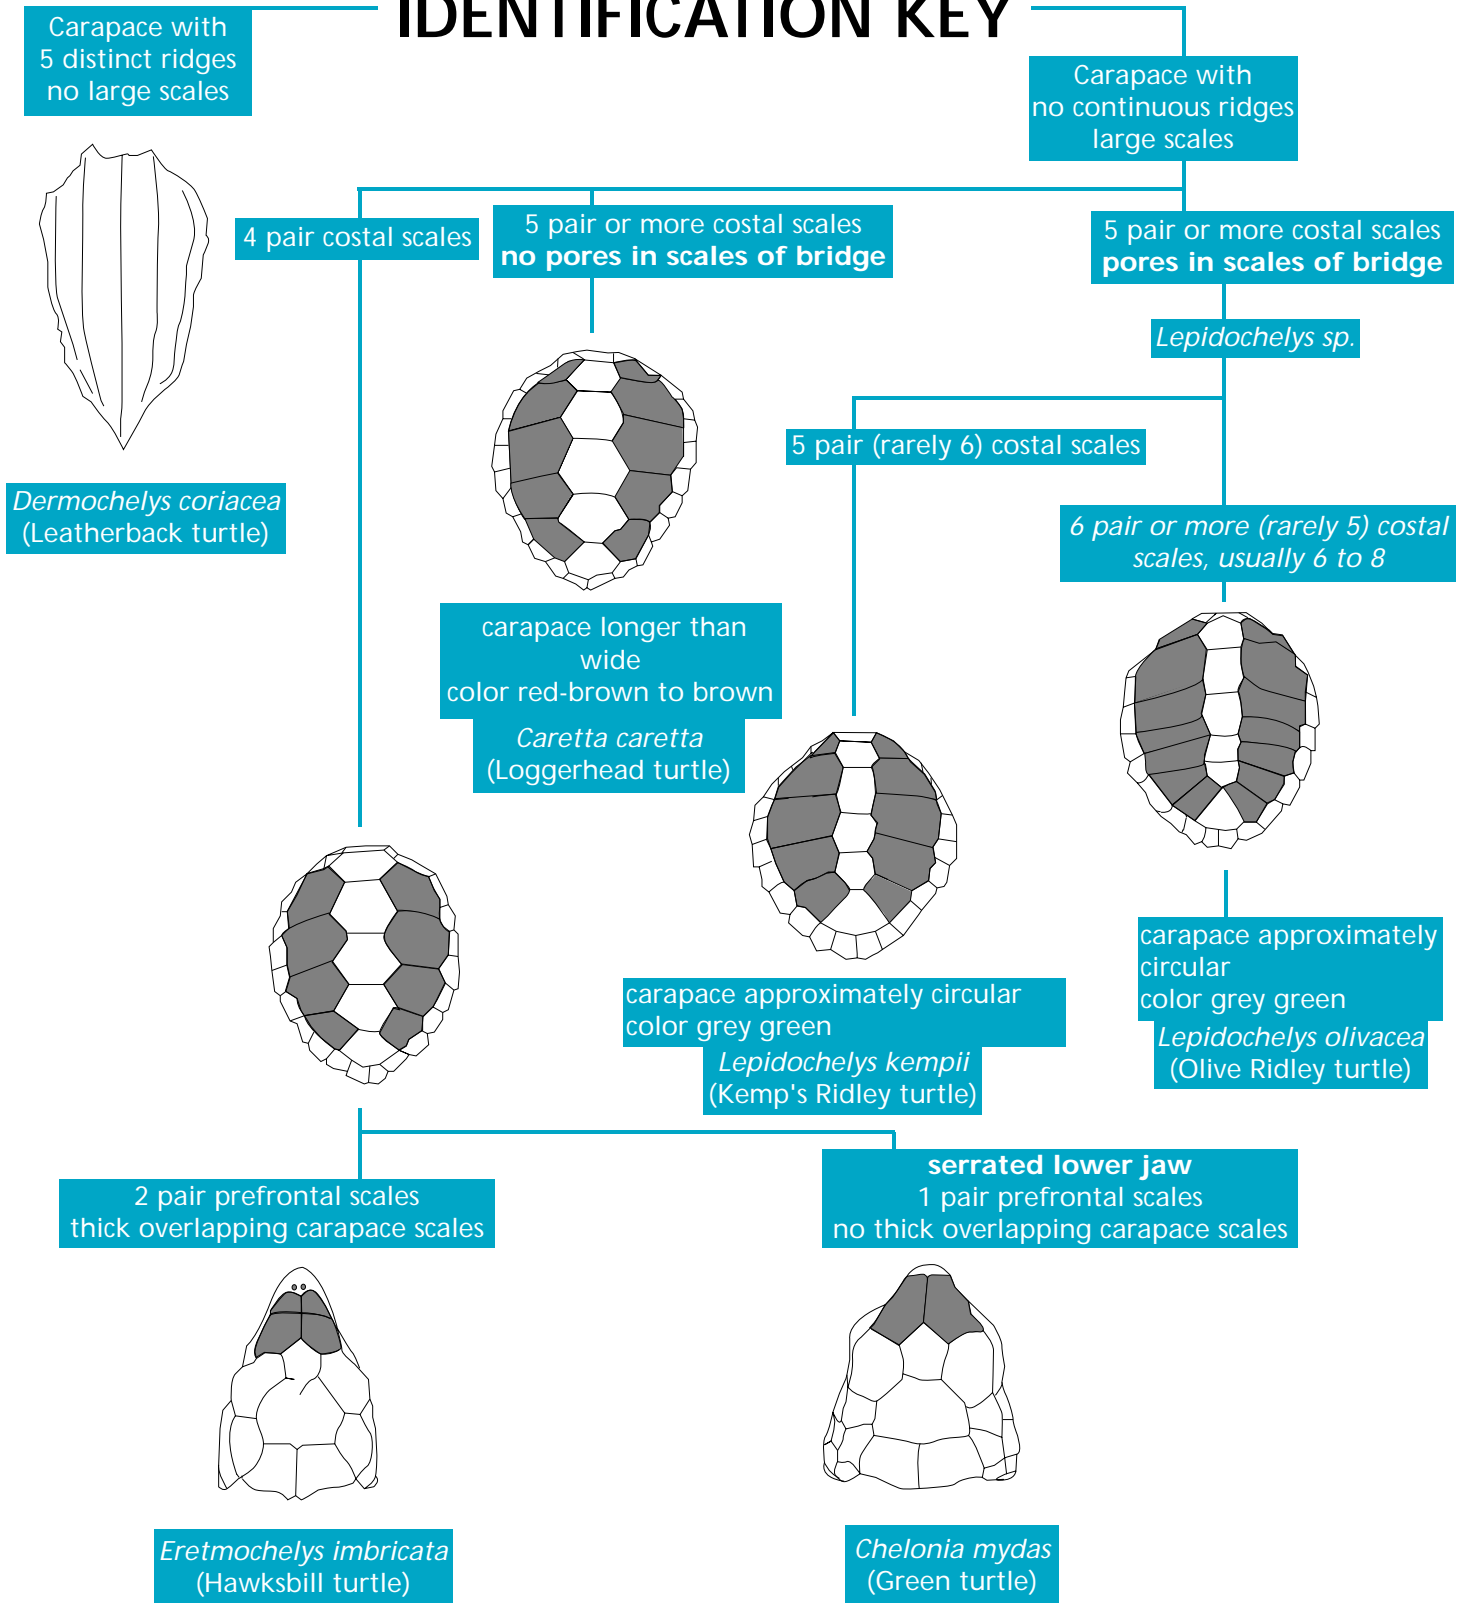 IDENTIFICATION KEY
Carapace with
5 distinct ridges
no large scales
Carapace with
no continuous ridges
large scales
4 pair costal scales
5 pair or more costal scales
no pores in scales of bridge
5 pair or more costal scales
pores in scales of bridge
Lepidochelys sp.
5 pair (rarely 6) costal scales
Dermochelys coriacea
(Leatherback turtle)
6 pair or more (rarely 5) costal
scales, usually 6 to 8
carapace longer than
wide
color red-brown to brown
Caretta caretta
(Loggerhead turtle)
carapace approximately
circular
color grey green
Lepidochelys olivacea
(Olive Ridley turtle)
carapace approximately circular
color grey green
Lepidochelys kempii
(Kemp's Ridley turtle)
2 pair prefrontal scales
thick overlapping carapace scales
serrated lower jaw
1 pair prefrontal scales
no thick overlapping carapace scales
Eretmochelys imbricata
(Hawksbill turtle)
Chelonia mydas
(Green turtle)